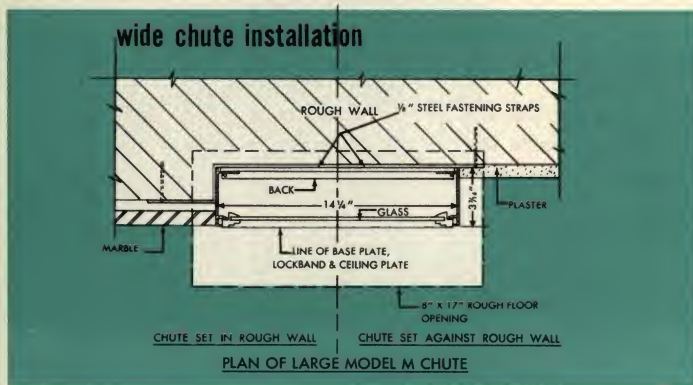 wide chute installation
ROUGH WALL
⅛" STEEL FASTENING STRAPS
BACK
14¼"
GLASS
PLASTER
MARBLE
LINE OF BASE PLATE,
LOCKBAND & CEILING PLATE
8" X 17" ROUGH FLOOR
OPENING
CHUTE SET IN ROUGH WALL
CHUTE SET AGAINST ROUGH WALL
PLAN OF LARGE MODEL M CHUTE